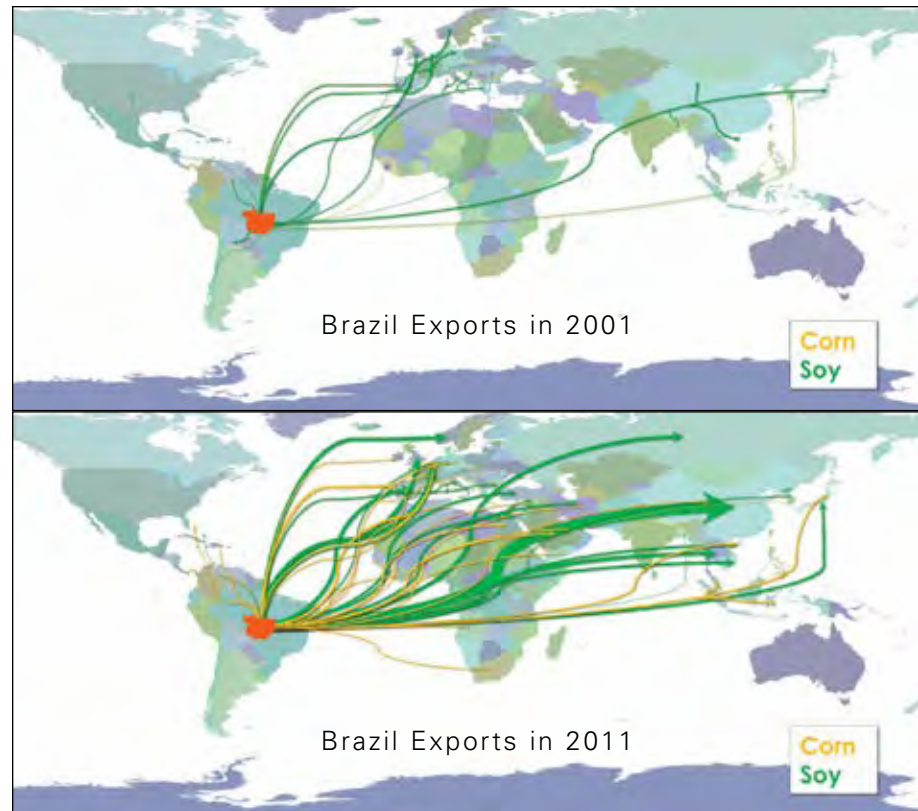 Brazil Exports in 2001
Corn
Soy
Brazil Exports in 2011
Corn
Soy